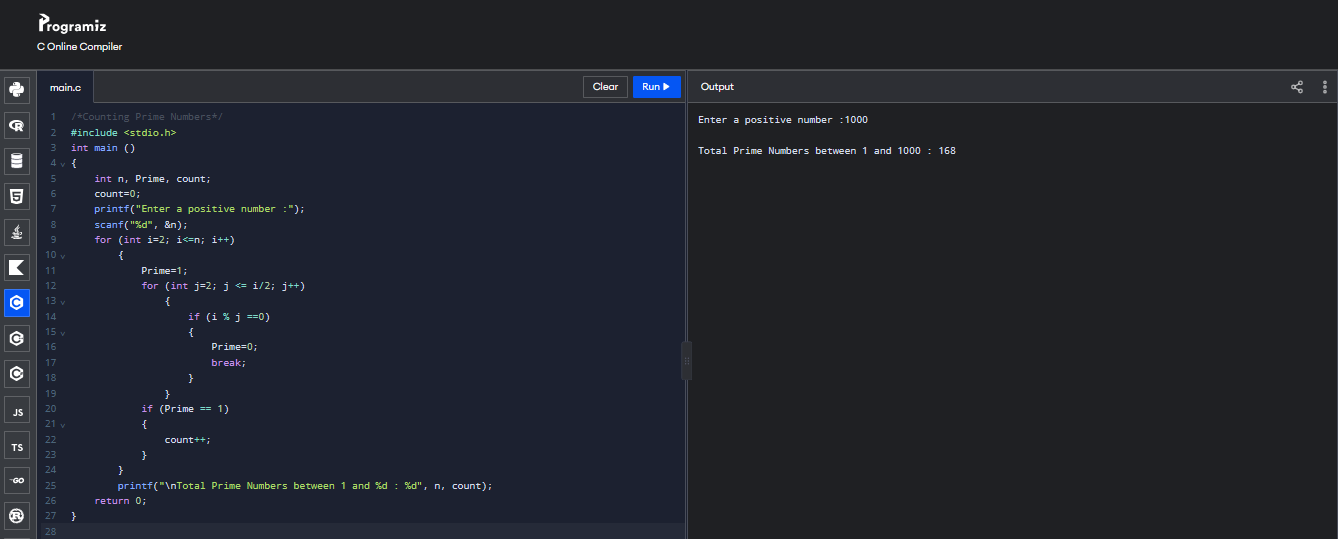 Programiz
C Online Compiler
main.c
Clear
Run
1 /*Counting Prime Numbers*/
2 #include <stdio.h>
3 int main ()
4 {
5 int n, Prime, count;
6 count=0;
7 printf("Enter a positive number :");
8 scanf("%d", &n);
9 for (int i=2; i<=n; i++)
10 {
11 Prime=1;
12 for (int j=2; j <= i/2; j++)
13 {
14 if (i % j ==0)
15 {
16 Prime=0;
17 break;
18 }
19 }
20 if (Prime == 1)
21 {
22 count++;
23 }
24 }
25 printf("\nTotal Prime Numbers between 1 and %d : %d", n, count);
26 return 0;
27 }
28
Output
Enter a positive number :1000
Total Prime Numbers between 1 and 1000 : 168
R
5
C
C
C
JS
TS
GO
R